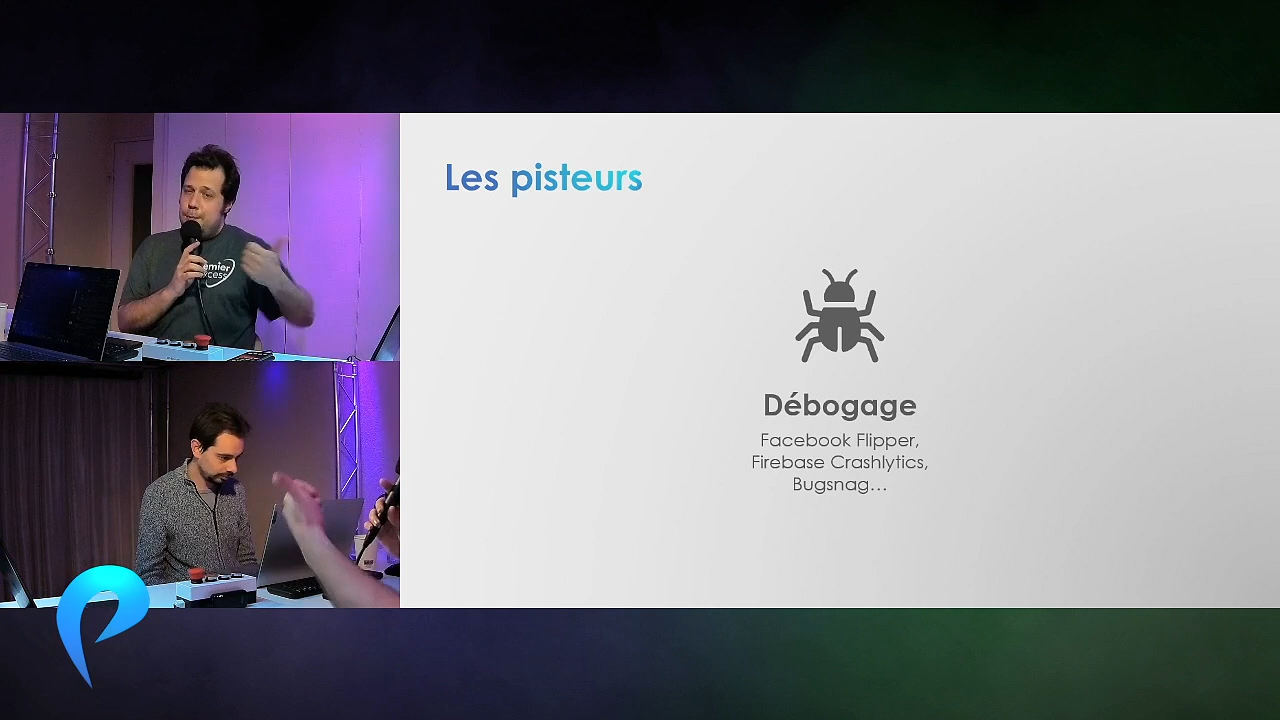 Les pisteurs
Débogage
Facebook Flipper,
Firebase Crashlytics,
Bugsnag…